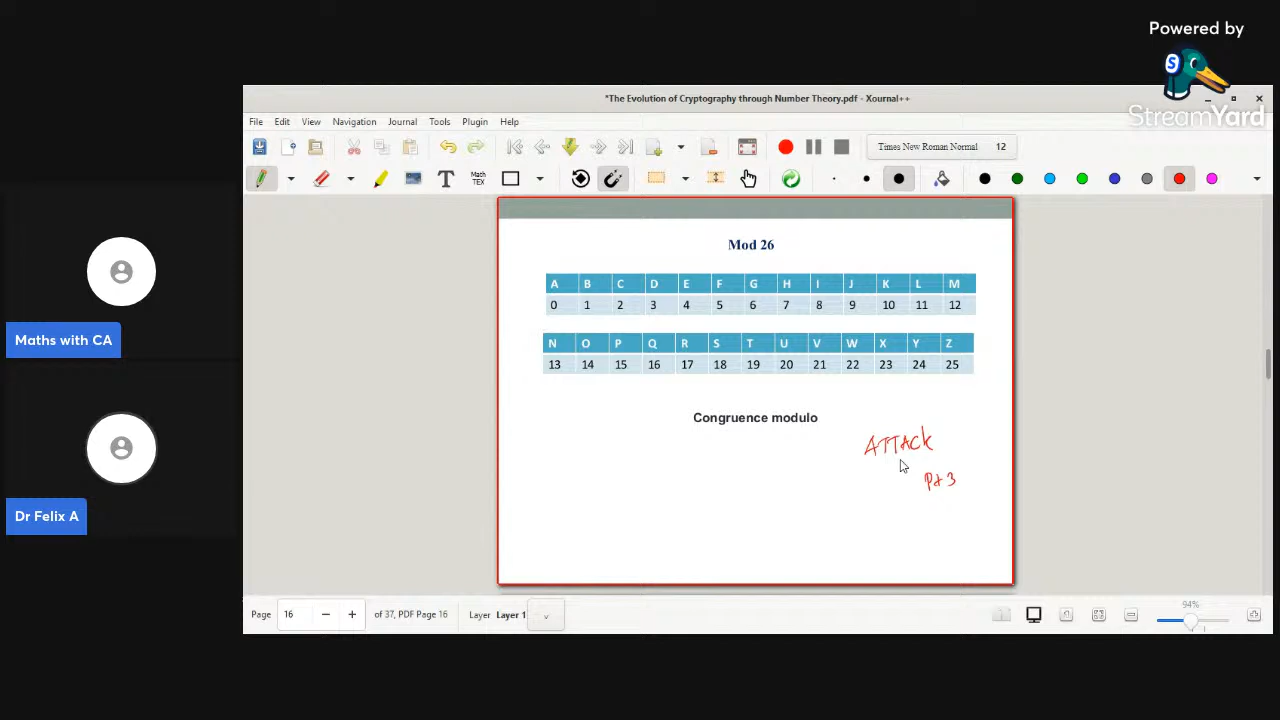 Powered by
StreamYard
*The Evolution of Cryptography through Number Theory.pdf - Xournal++
File Edit View Navigation Journal Tools Plugin Help
Times New Roman Normal 12
T Math TEX
Mod 26
A B C D E F G H I J K L M
0 1 2 3 4 5 6 7 8 9 10 11 12
N O P Q R S T U V W X Y Z
13 14 15 16 17 18 19 20 21 22 23 24 25
Congruence modulo
ATTACK
P+3
Maths with CA
Dr Felix A
Page 16 of 37, PDF Page 16 Layer Layer 1 94%